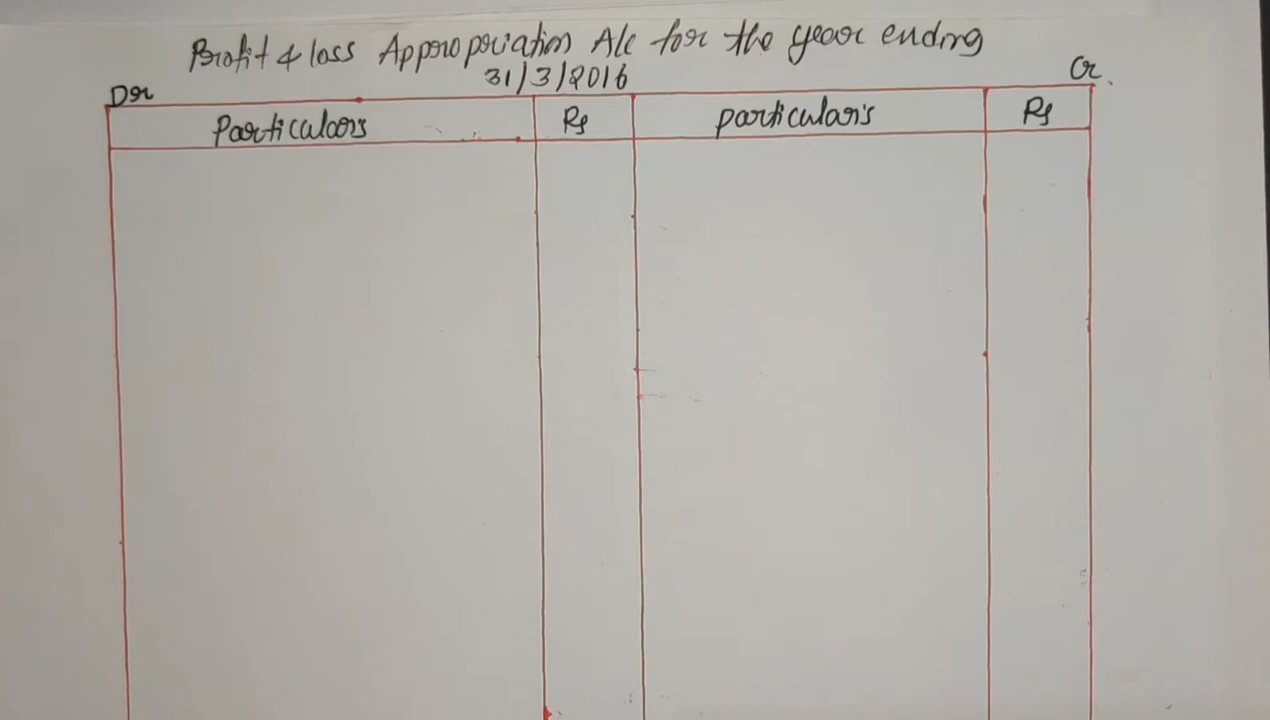 Profit & loss Appropriation A/c for the year ending
31/3/2016
Dr
Cr.
Particulars Rs particulars Rs